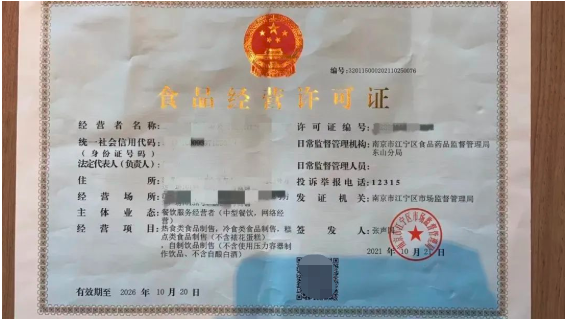 编号:320115000202110250076
食品经营许可证
经营者名称:
许可证编号:
统一社会信用代码:
(身份证号码)
日常监督管理机构:南京市江宁区食品药品监督管理局
东山分局
法定代表人(负责人):
日常监督管理人员:
住 所:
投诉举报电话:12315
经营场所:
发证机关:南京市江宁区市场监督管理局
主体业态:餐饮服务经营者(中型餐饮,网络经
营)
经营项目:热食类食品制售,冷食类食品制售,糕
点类食品制售(不含裱花蛋糕)
,自制饮品制售(不含使用压力容器制
作饮品、不含自酿白酒)
签发人:张声
2021 年 10 月 21 日
有效期至 2026 年 10 月 20 日